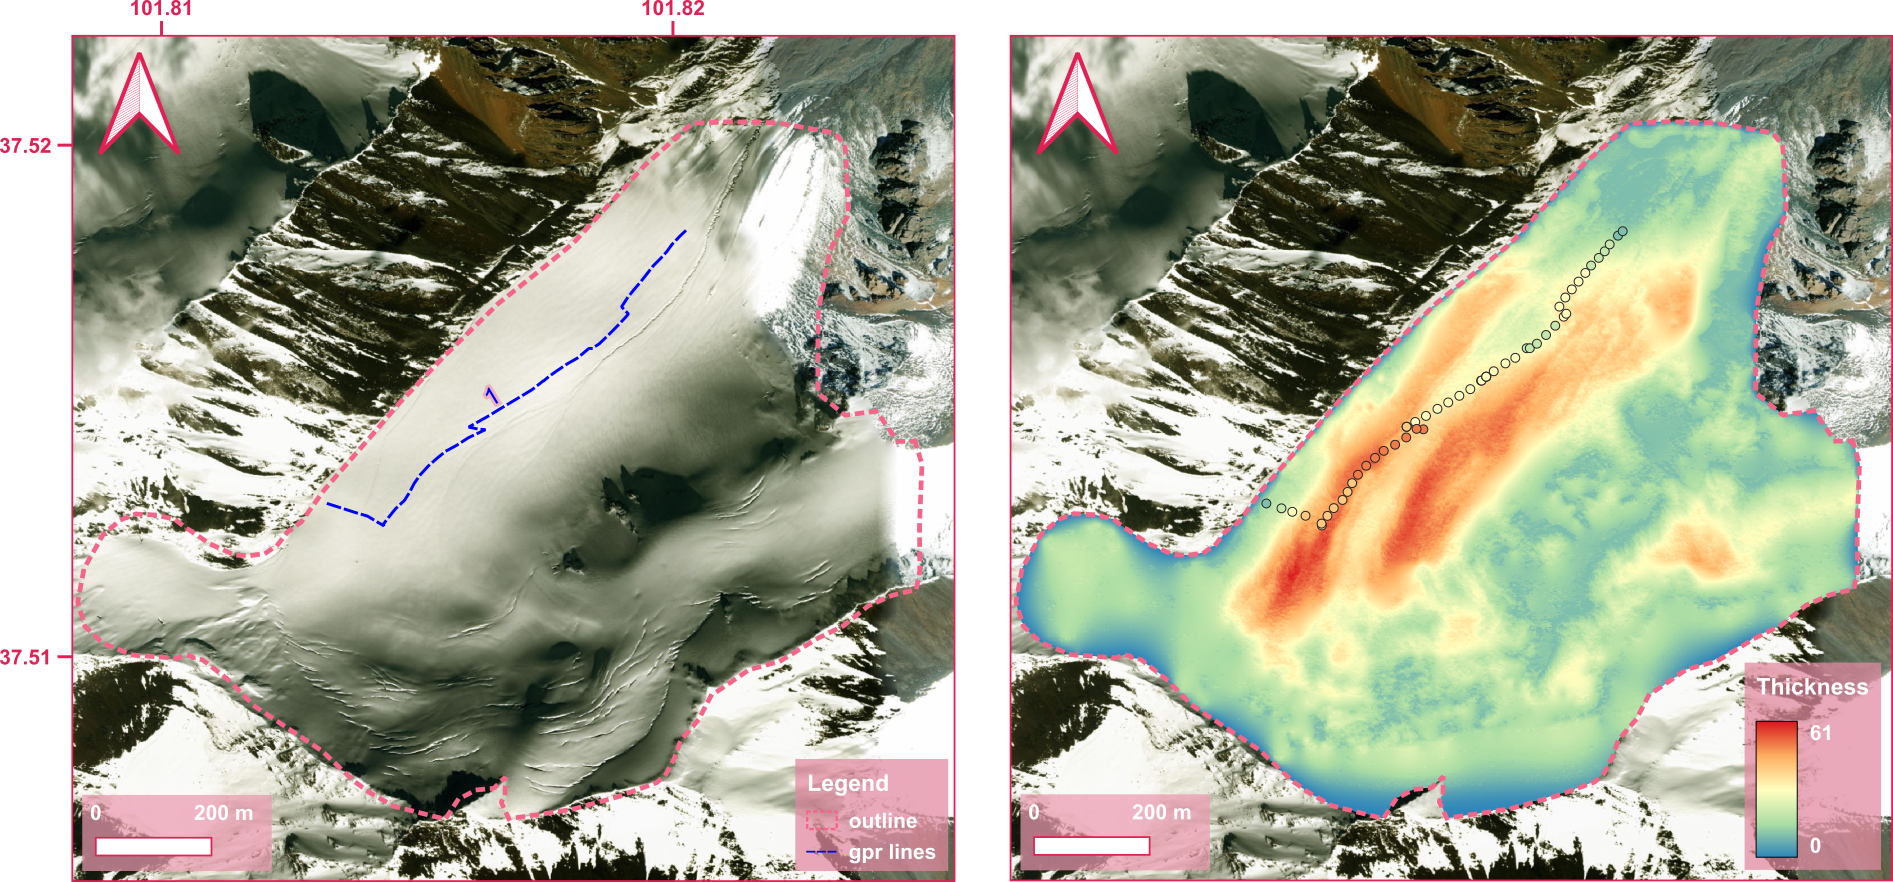 101.81
101.82
37.52
37.51
1
0 200 m
Legend
outline
gpr lines
0 200 m
Thickness
61
0